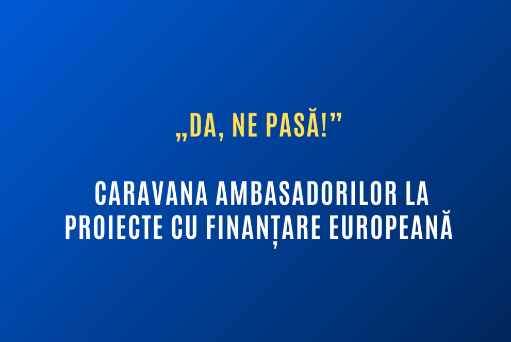 „DA, NE PASĂ!”
CARAVANA AMBASADORILOR LA
PROIECTE CU FINANȚARE EUROPEANĂ